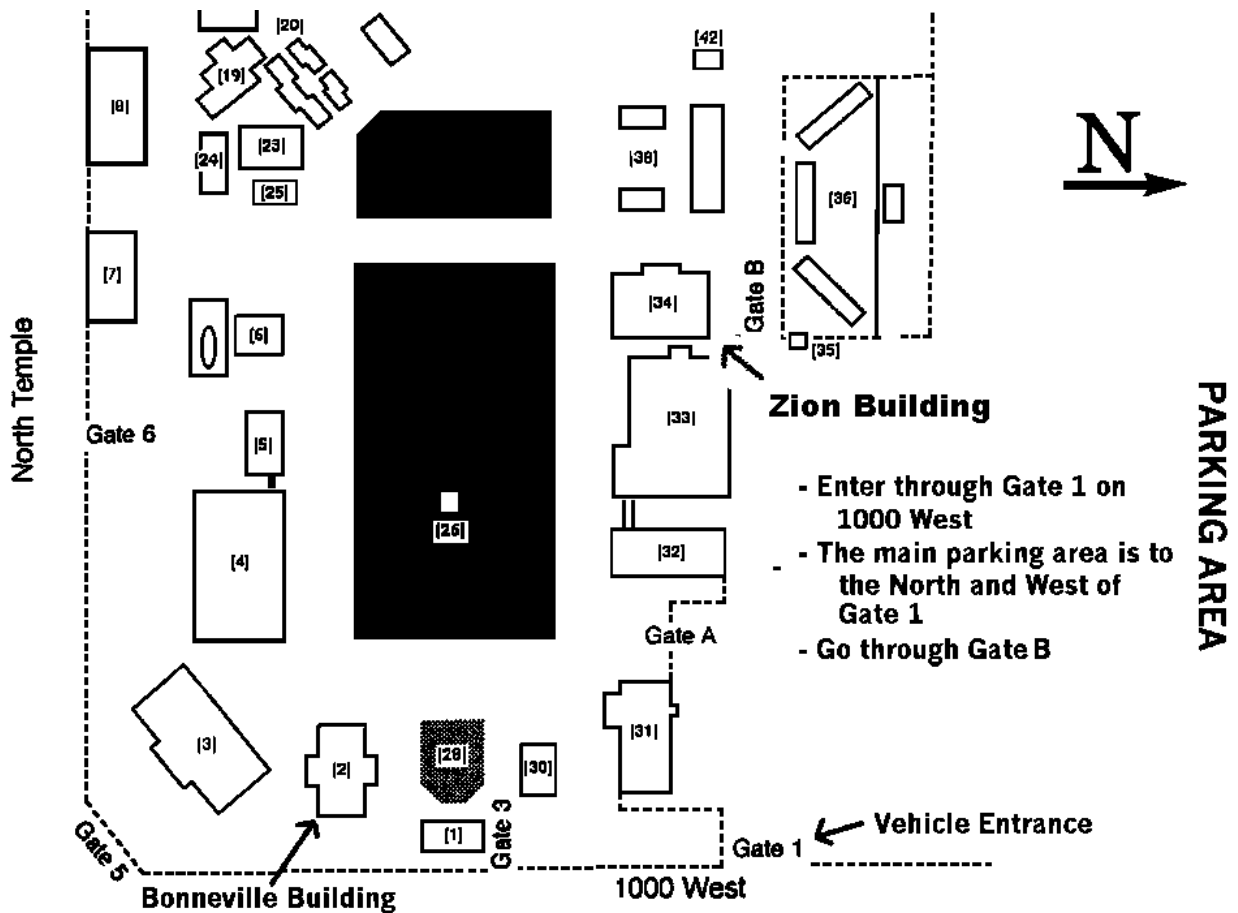 [20]
[42]
[19]
[8]
N
[23]
[24]
[38]
[25]
[36]
[7]
Gate B
[34]
[6]
[35]
North Temple
Zion Building
PARKING AREA
[33]
Gate 6
[5]
- Enter through Gate 1 on
1000 West
[26]
[32]
- The main parking area is to
the North and West of
Gate 1
[4]
Gate A
- Go through Gate B
[3]
[2]
[28]
[30]
[31]
Gate 3
[1]
Gate 5
Gate 1
Vehicle Entrance
Bonneville Building
1000 West